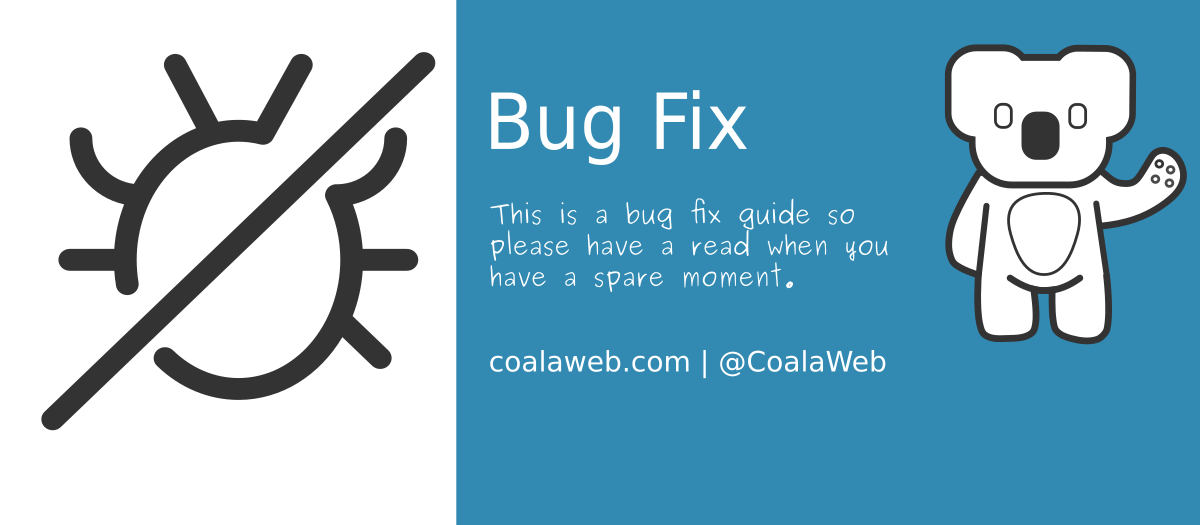 Bug Fix
This is a bug fix guide so
please have a read when you
have a spare moment.
coalaweb.com | @CoalaWeb